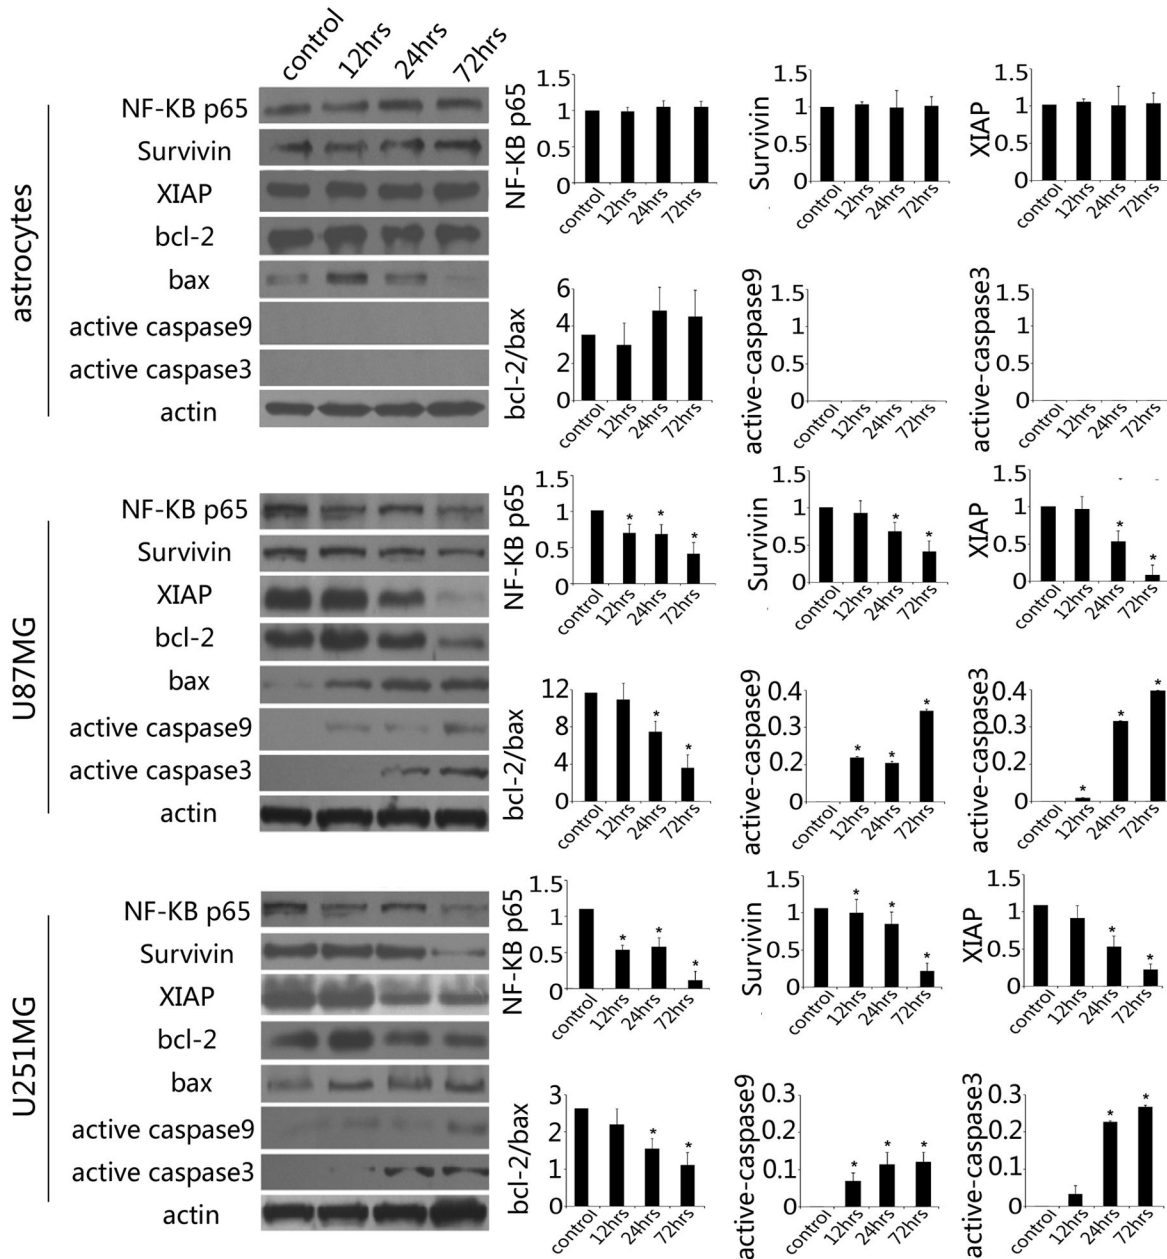 control 12hrs 24hrs 72hrs
astrocytes
NF-KB p65
Survivin
XIAP
bcl-2
bax
active caspase9
active caspase3
actin
NF-KB p65
1.5
1
0.5
0
control 12hrs 24hrs 72hrs
Survivin
1.5
1
0.5
0
control 12hrs 24hrs 72hrs
XIAP
1.5
1
0.5
0
control 12hrs 24hrs 72hrs
bcl-2/bax
6
4
2
0
control 12hrs 24hrs 72hrs
active-caspase9
1.5
1
0.5
0
control 12hrs 24hrs 72hrs
active-caspase3
1.5
1
0.5
0
control 12hrs 24hrs 72hrs
U87MG
NF-KB p65
Survivin
XIAP
bcl-2
bax
active caspase9
active caspase3
actin
NF-KB p65
1.5
1
0.5
0
* * *
control 12hrs 24hrs 72hrs
Survivin
1.5
1
0.5
0
* *
control 12hrs 24hrs 72hrs
XIAP
1.5
1
0.5
0
* *
control 12hrs 24hrs 72hrs
bcl-2/bax
12
8
4
0
* *
control 12hrs 24hrs 72hrs
active-caspase9
0.4
0.3
0.2
0
* * *
control 12hrs 24hrs 72hrs
active-caspase3
0.4
0.3
0.2
0
* * *
control 12hrs 24hrs 72hrs
U251MG
NF-KB p65
Survivin
XIAP
bcl-2
bax
active caspase9
active caspase3
actin
NF-KB p65
1.5
1
0.5
0
* * *
control 12hrs 24hrs 72hrs
Survivin
1.5
1
0.5
0
* * *
control 12hrs 24hrs 72hrs
XIAP
1.5
1
0.5
0
* *
control 12hrs 24hrs 72hrs
bcl-2/bax
3
2
1
0
* *
control 12hrs 24hrs 72hrs
active-caspase9
0.3
0.2
0.1
0
* * *
control 12hrs 24hrs 72hrs
active-caspase3
0.3
0.2
0.1
0
* *
control 12hrs 24hrs 72hrs